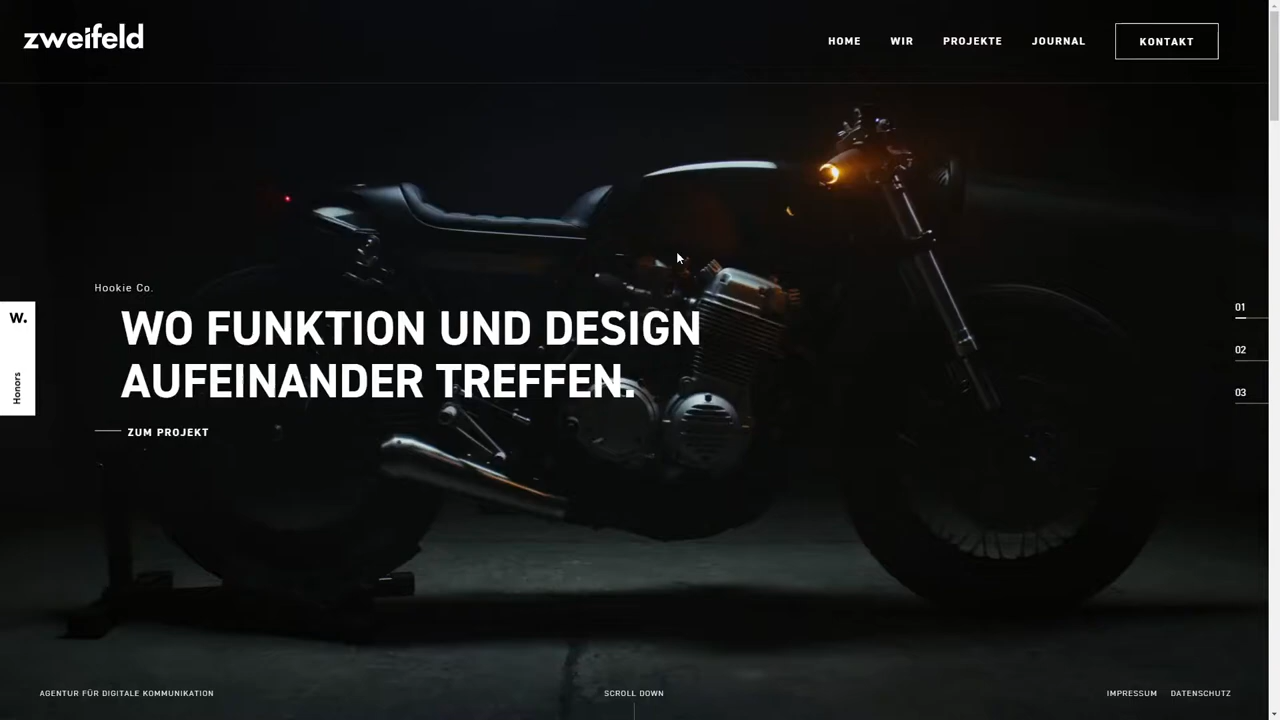 zweifeld
HOME
WIR
PROJEKTE
JOURNAL
KONTAKT
Hookie Co.
WO FUNKTION UND DESIGN
AUFEINANDER TREFFEN.
ZUM PROJEKT
W.
Honors
01
02
03
AGENTUR FÜR DIGITALE KOMMUNIKATION
SCROLL DOWN
IMPRESSUM
DATENSCHUTZ